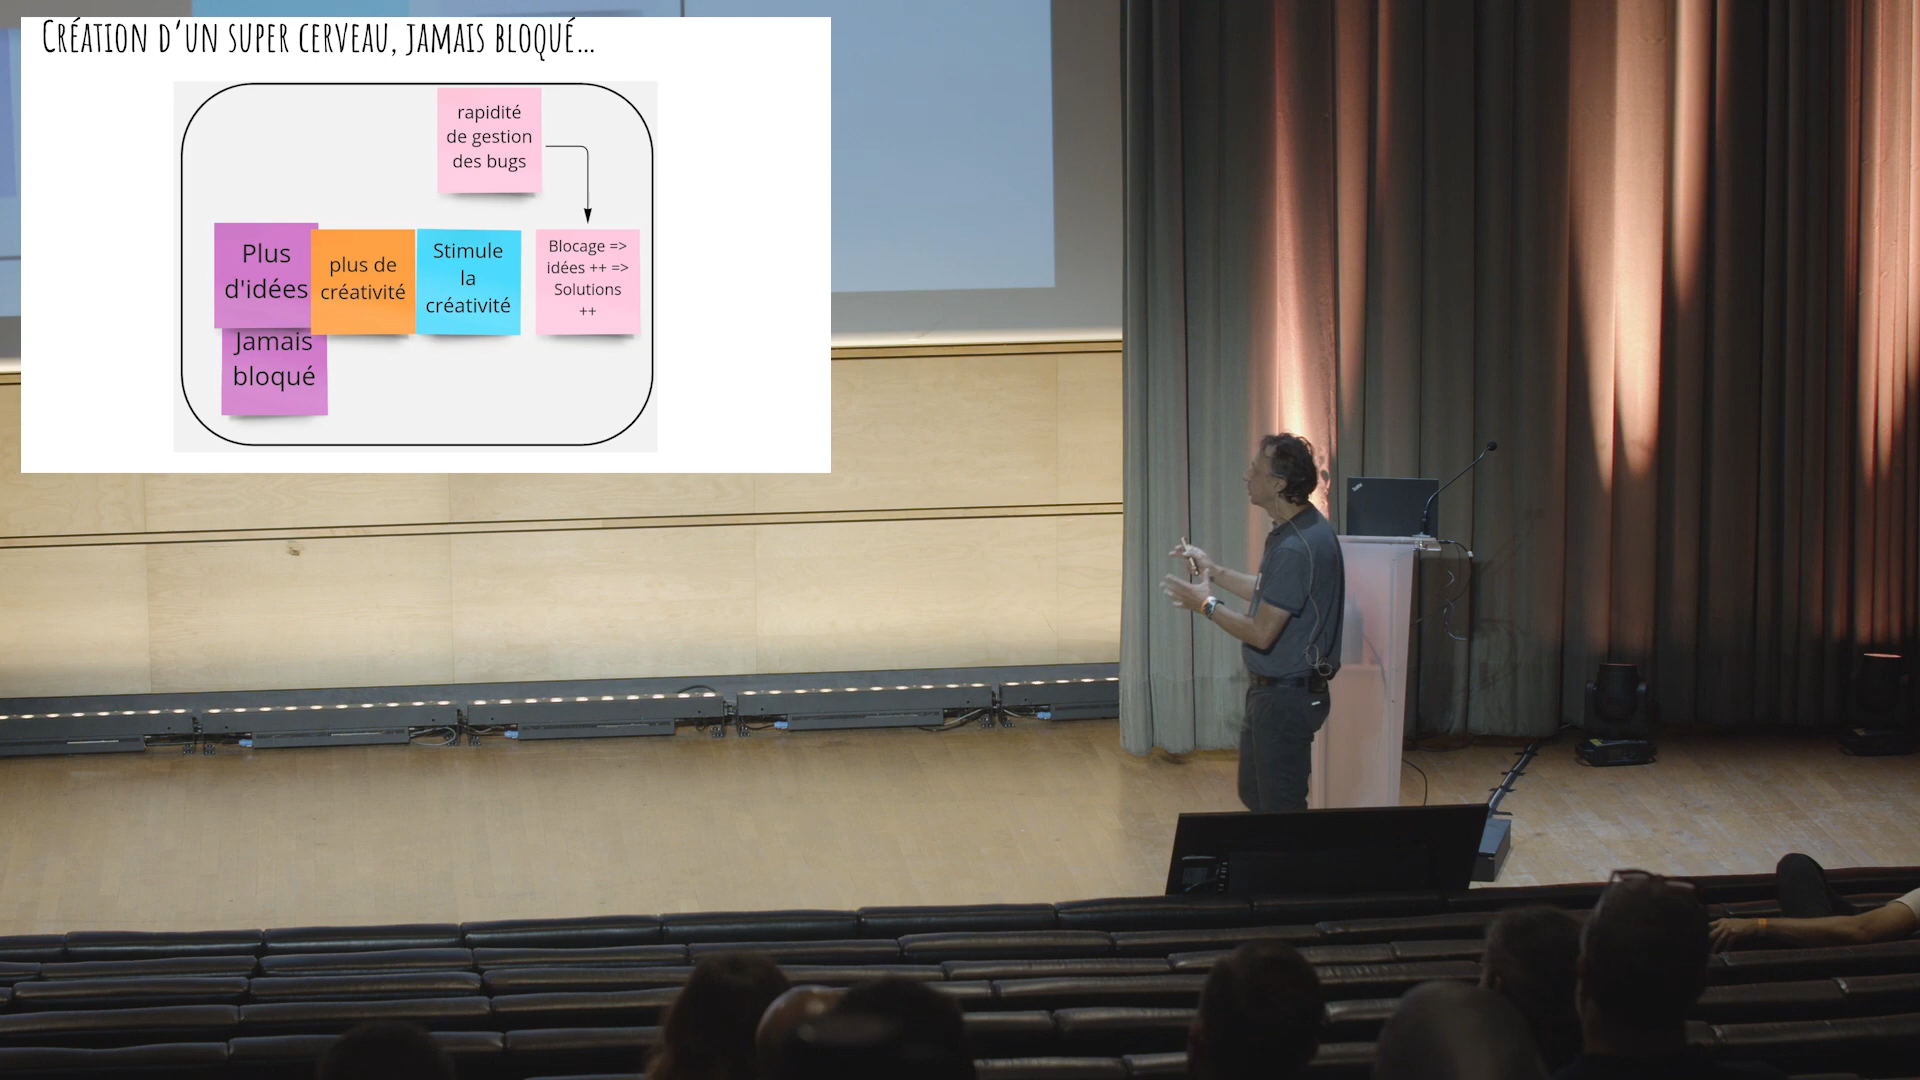 Création d'un super cerveau, jamais bloqué...
rapidité
de gestion
des bugs
Plus
d'idées
plus de
créativité
Stimule
la
créativité
Blocage =>
idées ++ =>
Solutions
++
Jamais
bloqué